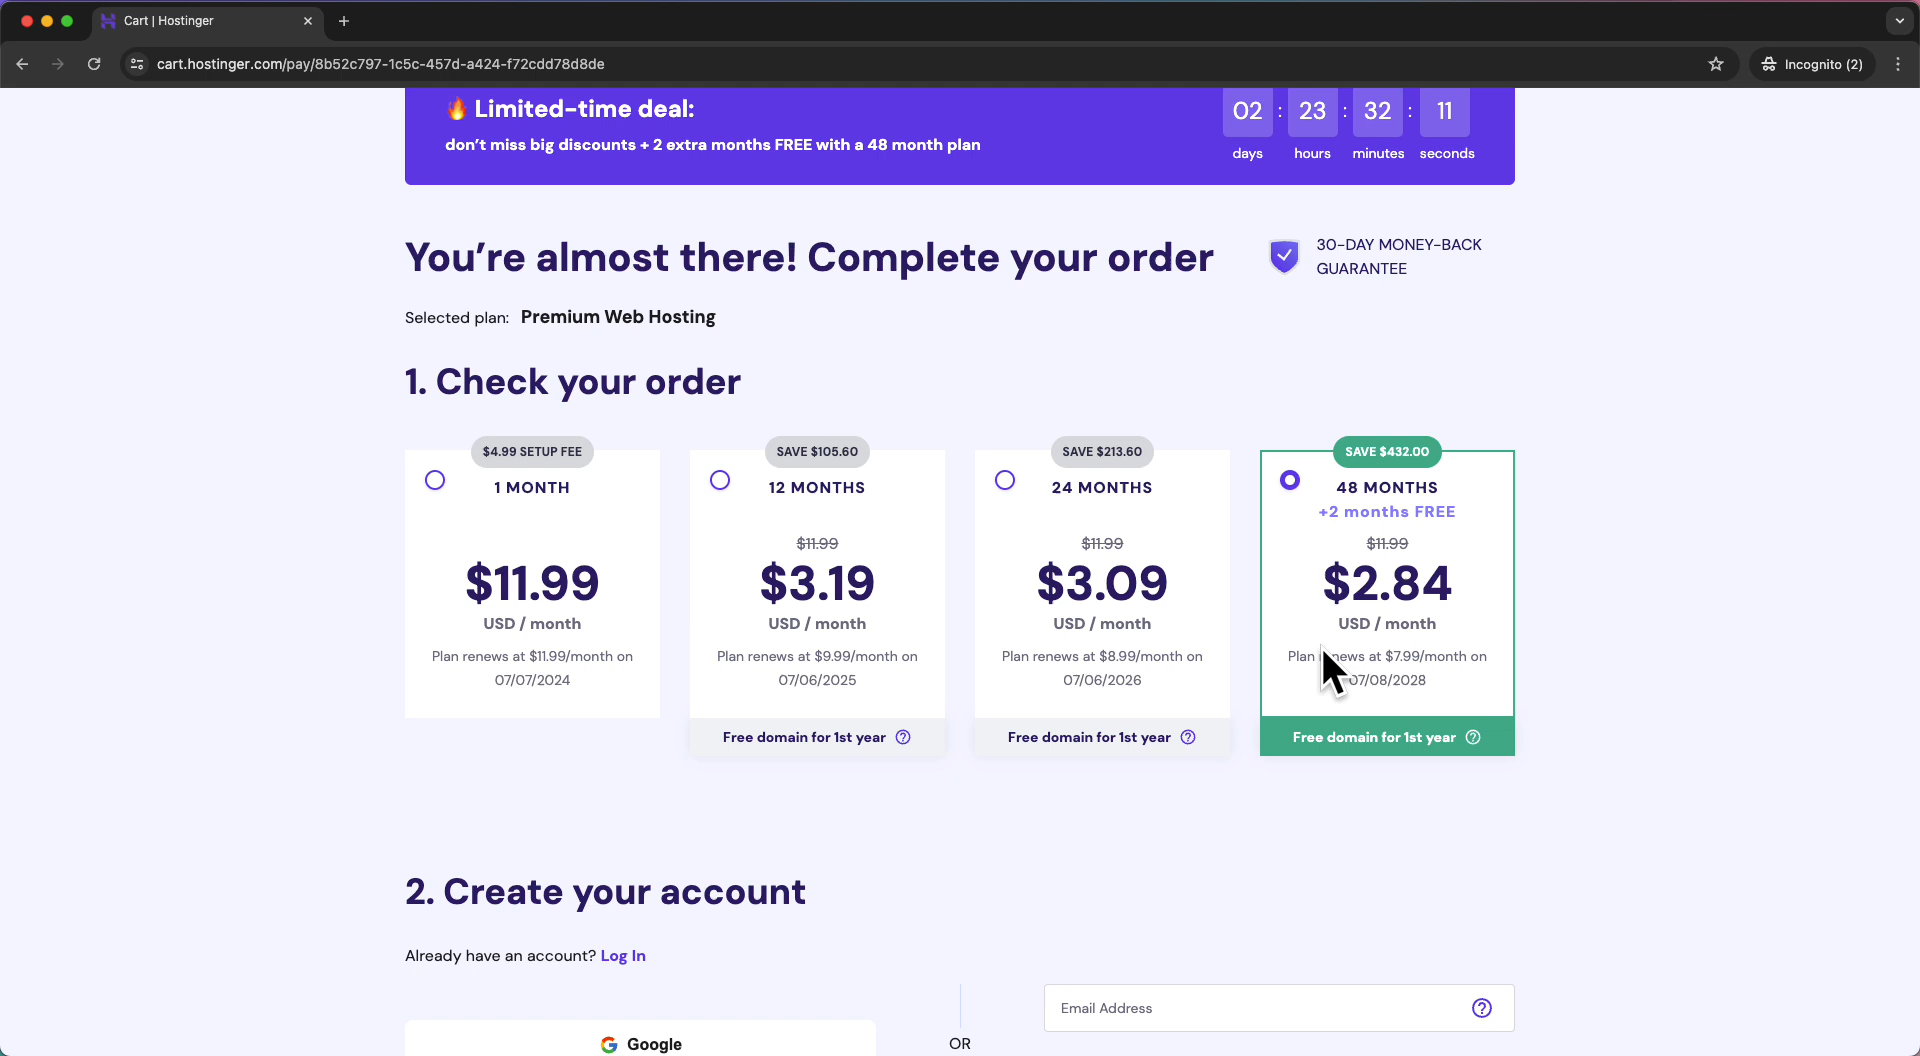 Cart | Hostinger
cart.hostinger.com/pay/8b52c797-1c5c-457d-a424-f72cdd78d8de
Incognito (2)
🔥 Limited-time deal:
don't miss big discounts + 2 extra months FREE with a 48 month plan
02 : 23 : 32 : 11
days hours minutes seconds
You're almost there! Complete your order
30-DAY MONEY-BACK
GUARANTEE
Selected plan: Premium Web Hosting
1. Check your order
$4.99 SETUP FEE
1 MONTH
$11.99
USD / month
Plan renews at $11.99/month on
07/07/2024
SAVE $105.60
12 MONTHS
$11.99
$3.19
USD / month
Plan renews at $9.99/month on
07/06/2025
Free domain for 1st year
SAVE $213.60
24 MONTHS
$11.99
$3.09
USD / month
Plan renews at $8.99/month on
07/06/2026
Free domain for 1st year
SAVE $432.00
48 MONTHS
+2 months FREE
$11.99
$2.84
USD / month
Plan renews at $7.99/month on
07/08/2028
Free domain for 1st year
2. Create your account
Already have an account? Log In
Google
OR
Email Address